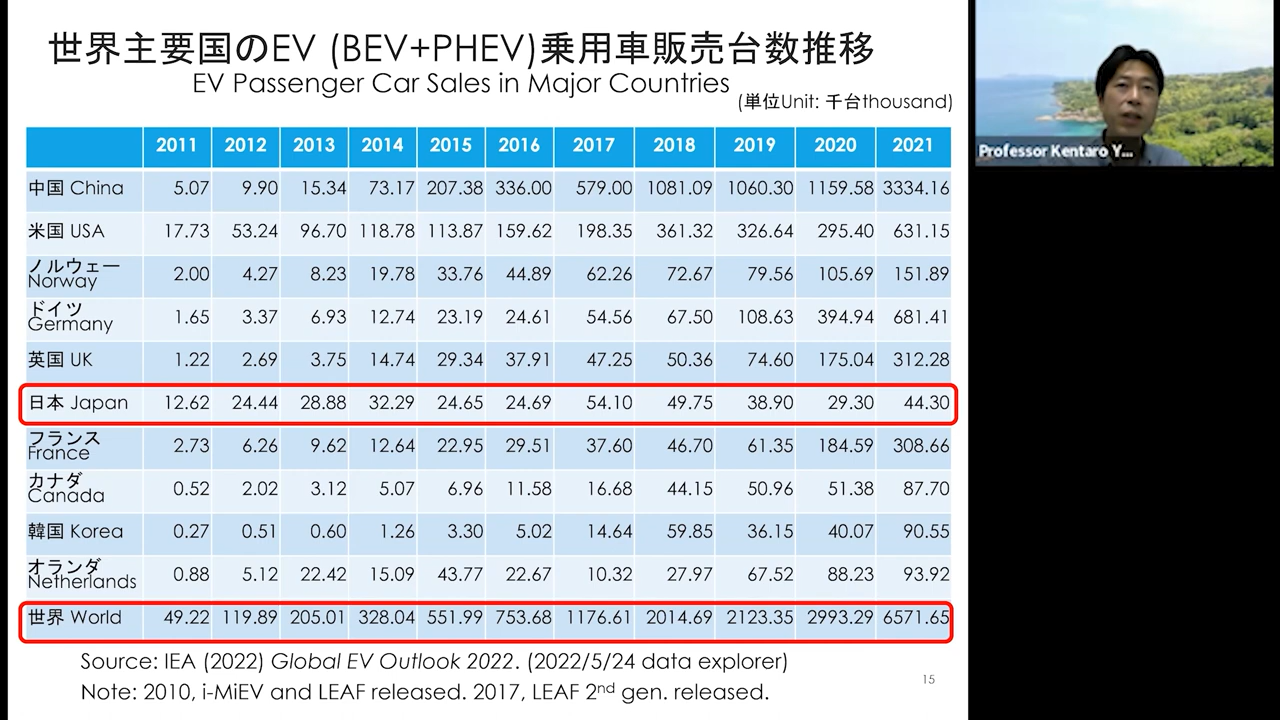 世界主要国のEV (BEV+PHEV)乗用車販売台数推移
EV Passenger Car Sales in Major Countries
(単位Unit: 千台thousand)
2011 2012 2013 2014 2015 2016 2017 2018 2019 2020 2021
中国 China 5.07 9.90 15.34 73.17 207.38 336.00 579.00 1081.09 1060.30 1159.58 3334.16
米国 USA 17.73 53.24 96.70 118.78 113.87 159.62 198.35 361.32 326.64 295.40 631.15
ノルウェー
Norway 2.00 4.27 8.23 19.78 33.76 44.89 62.26 72.67 79.56 105.69 151.89
ドイツ
Germany 1.65 3.37 6.93 12.74 23.19 24.61 54.56 67.50 108.63 394.94 681.41
英国 UK 1.22 2.69 3.75 14.74 29.34 37.91 47.25 50.36 74.60 175.04 312.28
日本 Japan 12.62 24.44 28.88 32.29 24.65 24.69 54.10 49.75 38.90 29.30 44.30
フランス
France 2.73 6.26 9.62 12.64 22.95 29.51 37.60 46.70 61.35 184.59 308.66
カナダ
Canada 0.52 2.02 3.12 5.07 6.96 11.58 16.68 44.15 50.96 51.38 87.70
韓国 Korea 0.27 0.51 0.60 1.26 3.30 5.02 14.64 59.85 36.15 40.07 90.55
オランダ
Netherlands 0.88 5.12 22.42 15.09 43.77 22.67 10.32 27.97 67.52 88.23 93.92
世界 World 49.22 119.89 205.01 328.04 551.99 753.68 1176.61 2014.69 2123.35 2993.29 6571.65
Source: IEA (2022) Global EV Outlook 2022. (2022/5/24 data explorer)
Note: 2010, i-MiEV and LEAF released. 2017, LEAF 2nd gen. released.
15
Professor Kentaro Y...